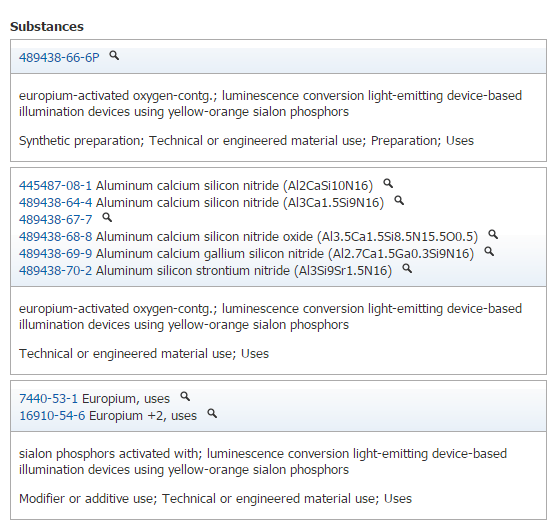 Substances
489438-66-6P
europium-activated oxygen-contg.; luminescence conversion light-emitting device-based
illumination devices using yellow-orange sialon phosphors
Synthetic preparation; Technical or engineered material use; Preparation; Uses
445487-08-1 Aluminum calcium silicon nitride (Al2CaSi10N16)
489438-64-4 Aluminum calcium silicon nitride (Al3Ca1.5Si9N16)
489438-67-7
489438-68-8 Aluminum calcium silicon nitride oxide (Al3.5Ca1.5Si8.5N15.5O0.5)
489438-69-9 Aluminum calcium gallium silicon nitride (Al2.7Ca1.5Ga0.3Si9N16)
489438-70-2 Aluminum silicon strontium nitride (Al3Si9Sr1.5N16)
europium-activated oxygen-contg.; luminescence conversion light-emitting device-based
illumination devices using yellow-orange sialon phosphors
Technical or engineered material use; Uses
7440-53-1 Europium, uses
16910-54-6 Europium +2, uses
sialon phosphors activated with; luminescence conversion light-emitting device-based
illumination devices using yellow-orange sialon phosphors
Modifier or additive use; Technical or engineered material use; Uses